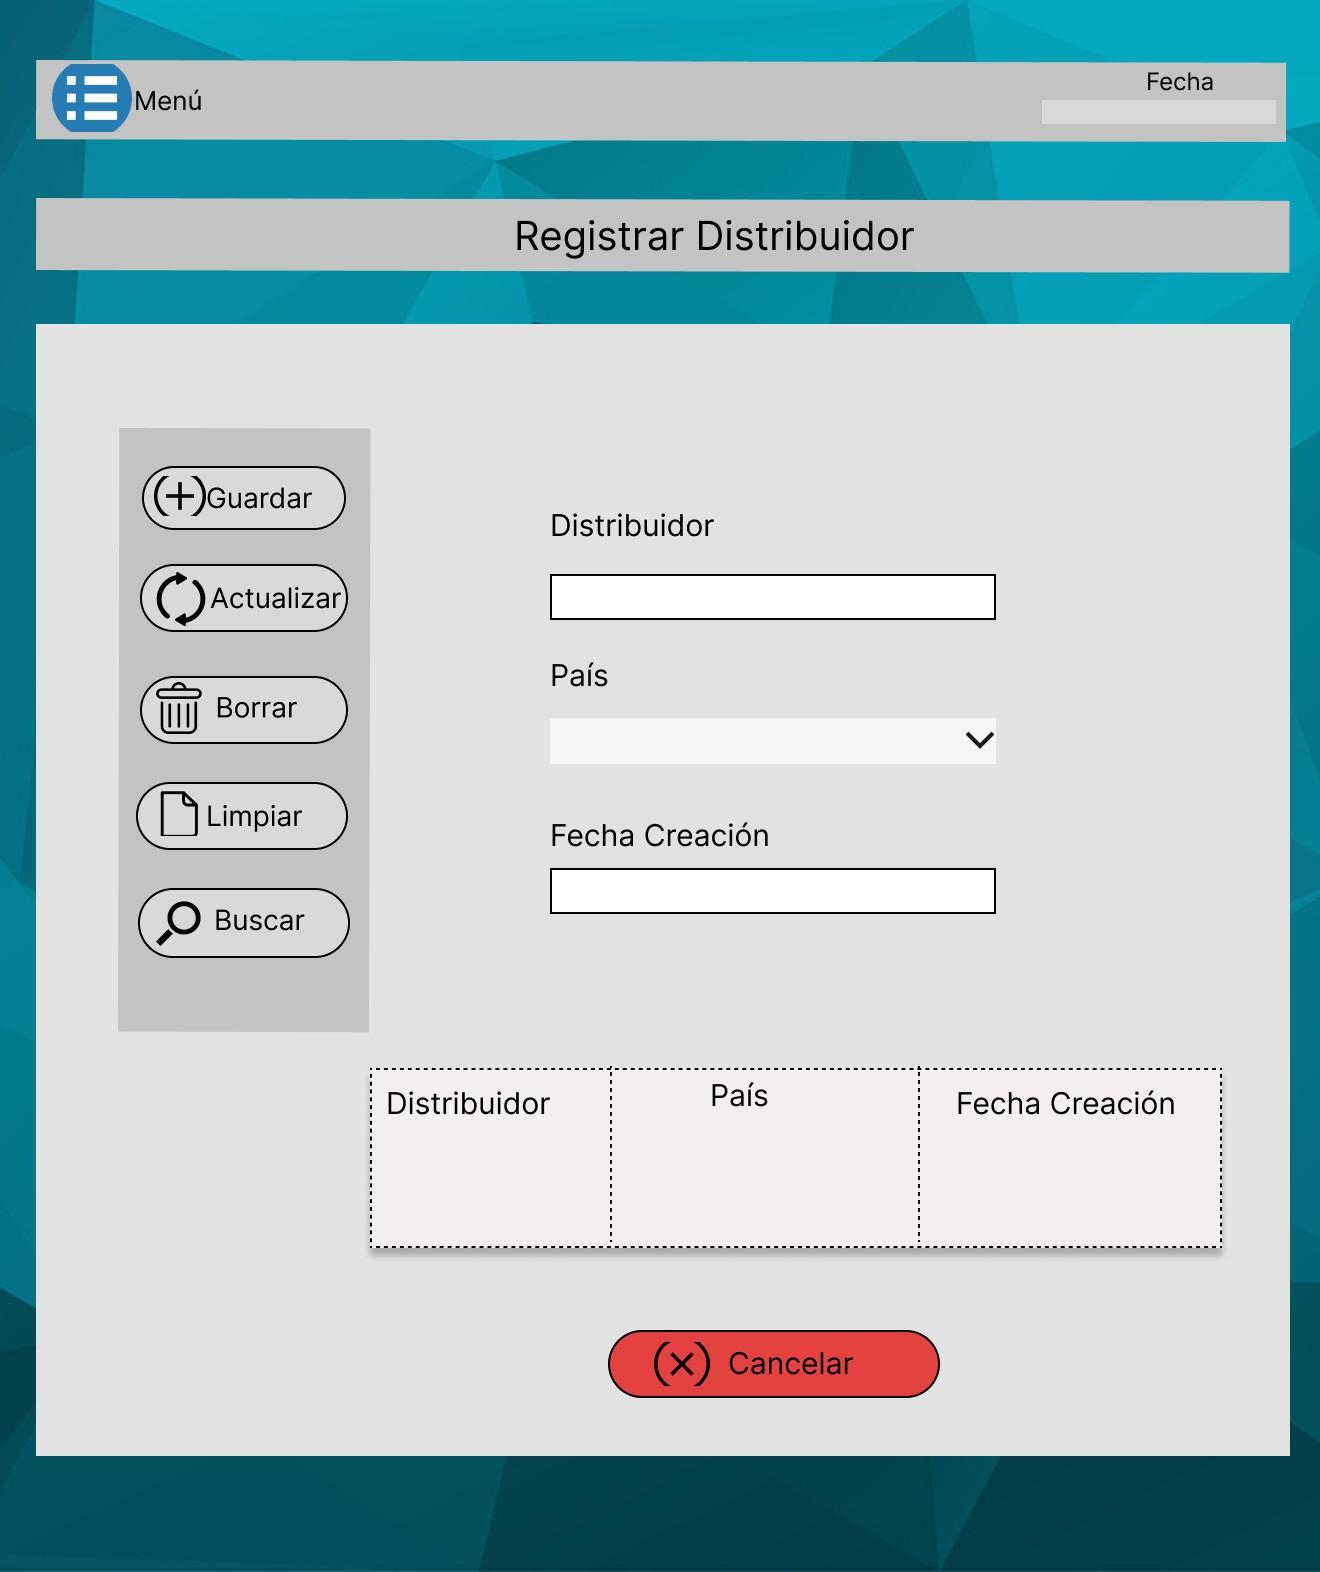 Menú
Fecha
Registrar Distribuidor
Guardar
Actualizar
Borrar
Limpiar
Buscar
Distribuidor
País
Fecha Creación
Distribuidor
País
Fecha Creación
Cancelar